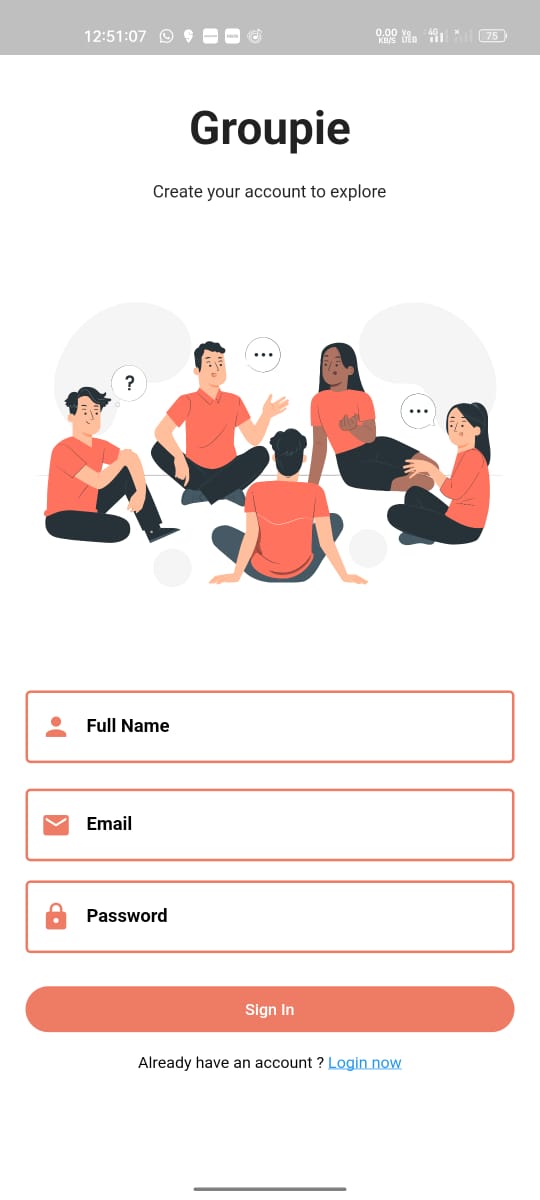 12:51:07 0.00 KB/S Vo LTE 4G 75
Groupie
Create your account to explore
?
Full Name
Email
Password
Sign In
Already have an account ? Login now